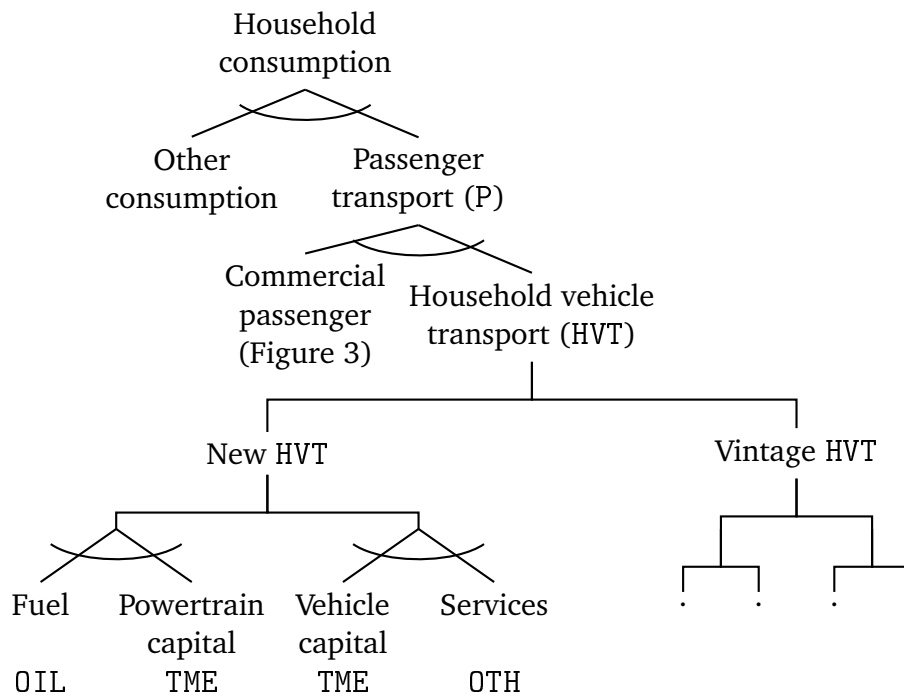 Household
consumption
Other
consumption
Passenger
transport (P)
Commercial
passenger
(Figure 3)
Household vehicle
transport (HVT)
New HVT
Vintage HVT
Fuel
Powertrain
capital
Vehicle
capital
Services
OIL
TME
TME
OTH